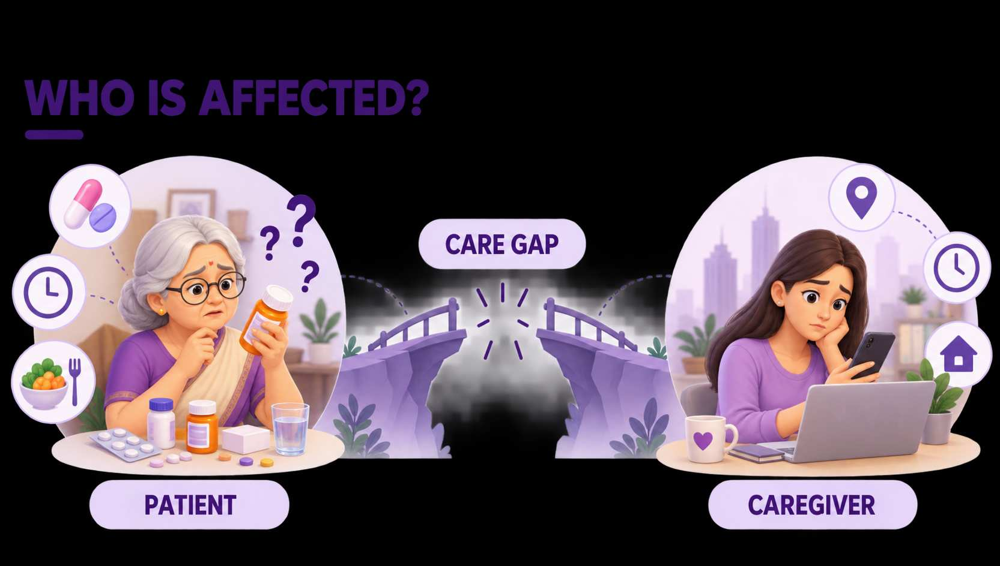 WHO IS AFFECTED?
? ? ?
CARE GAP
PATIENT
CAREGIVER